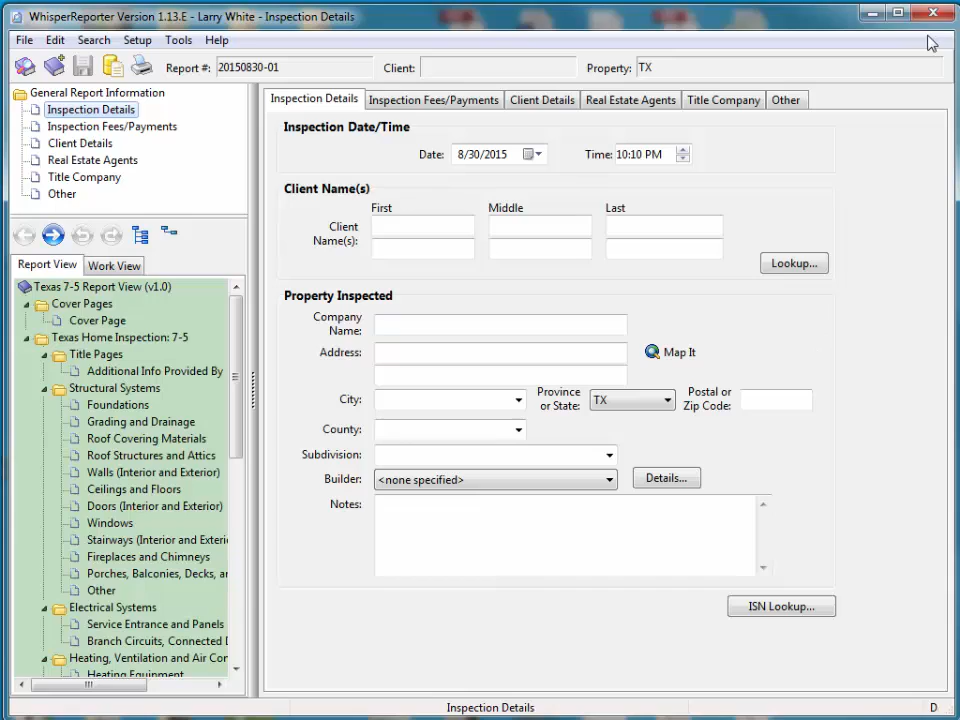 WhisperReporter Version 1.13.E - Larry White - Inspection Details
File Edit Search Setup Tools Help
Report #: 20150830-01 Client: Property: TX
General Report Information
Inspection Details
Inspection Fees/Payments
Client Details
Real Estate Agents
Title Company
Other
Report View Work View
Texas 7-5 Report View (v1.0)
Cover Pages
Cover Page
Texas Home Inspection: 7-5
Title Pages
Additional Info Provided By
Structural Systems
Foundations
Grading and Drainage
Roof Covering Materials
Roof Structures and Attics
Walls (Interior and Exterior)
Ceilings and Floors
Doors (Interior and Exterior)
Windows
Stairways (Interior and Exterio
Fireplaces and Chimneys
Porches, Balconies, Decks, an
Other
Electrical Systems
Service Entrance and Panels
Branch Circuits, Connected D
Heating, Ventilation and Air Con
Heating Equipment
Inspection Details Inspection Fees/Payments Client Details Real Estate Agents Title Company Other
Inspection Date/Time
Date: 8/30/2015 Time: 10:10 PM
Client Name(s)
First Middle Last
Client
Name(s):
Lookup...
Property Inspected
Company
Name:
Address: Map It
City: Province
or State: TX Postal or
Zip Code:
County:
Subdivision:
Builder: <none specified> Details...
Notes:
ISN Lookup...
Inspection Details D